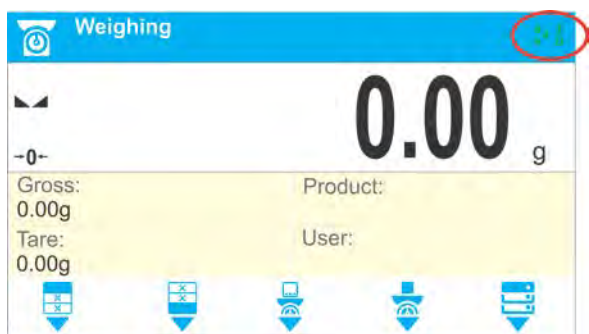 Weighing
→0←
0.00 g
Gross:
0.00g
Product:
Tare:
0.00g
User: